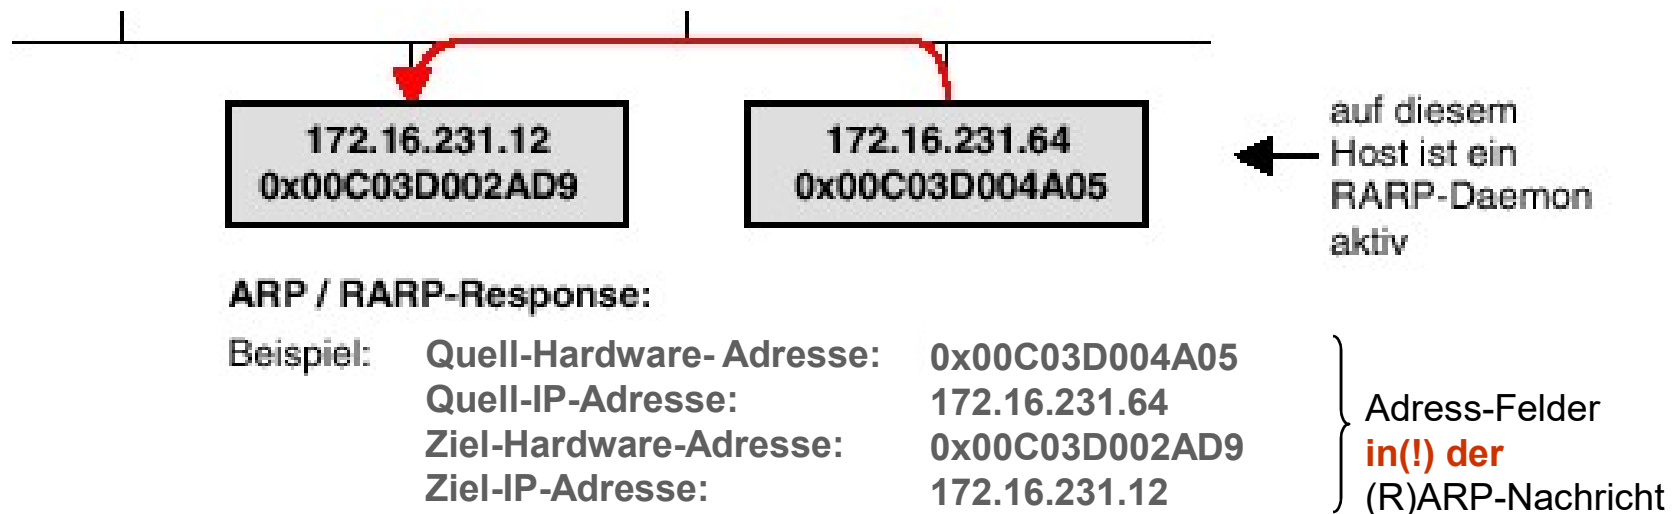 172.16.231.12
0x00C03D002AD9
172.16.231.64
0x00C03D004A05
auf diesem
Host ist ein
RARP-Daemon
aktiv
ARP / RARP-Response:
Beispiel:
Quell-Hardware- Adresse: 0x00C03D004A05
Quell-IP-Adresse: 172.16.231.64
Ziel-Hardware-Adresse: 0x00C03D002AD9
Ziel-IP-Adresse: 172.16.231.12
Adress-Felder
in(!) der
(R)ARP-Nachricht